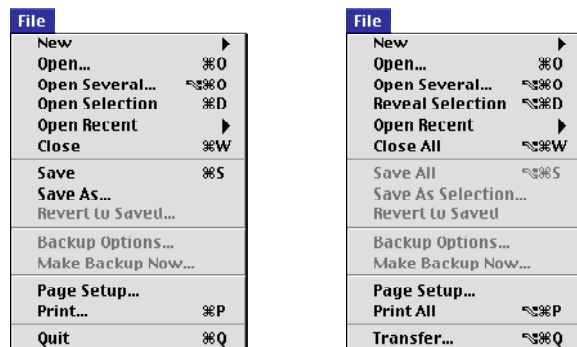 File
New
Open... ⌘O
Open Several... ⌥⌘O
Open Selection ⌘D
Open Recent
Close ⌘W
Save ⌘S
Save As...
Revert to Saved...
Backup Options...
Make Backup Now...
Page Setup...
Print... ⌘P
Quit ⌘Q
File
New
Open... ⌘O
Open Several... ⌥⌘O
Reveal Selection ⌥⌘D
Open Recent
Close All ⌥⌘W
Save All ⌥⌘S
Save As Selection...
Revert to Saved
Backup Options...
Make Backup Now...
Page Setup...
Print All ⌥⌘P
Transfer... ⌥⌘Q